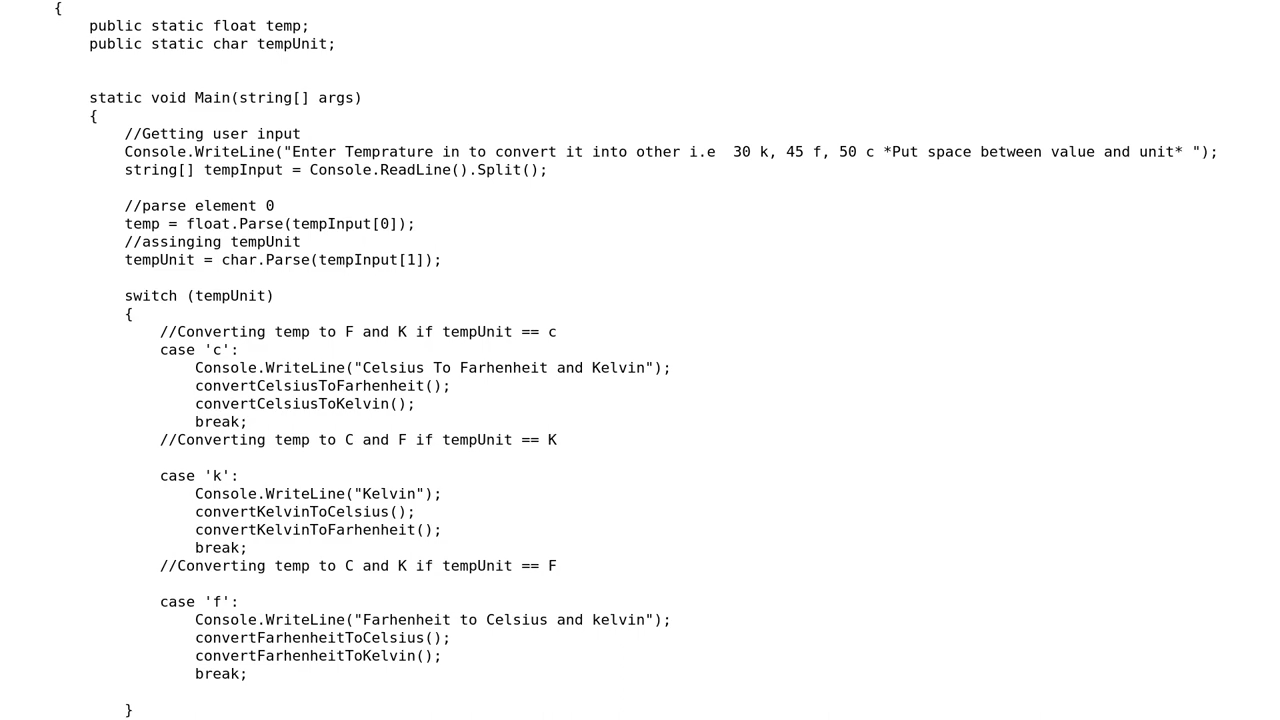 {
public static float temp;
public static char tempUnit;
static void Main(string[] args)
{
//Getting user input
Console.WriteLine("Enter Temprature in to convert it into other i.e  30 k, 45 f, 50 c *Put space between value and unit* ");
string[] tempInput = Console.ReadLine().Split();
//parse element 0
temp = float.Parse(tempInput[0]);
//assinging tempUnit
tempUnit = char.Parse(tempInput[1]);
switch (tempUnit)
{
//Converting temp to F and K if tempUnit == c
case 'c':
Console.WriteLine("Celsius To Farhenheit and Kelvin");
convertCelsiusToFarhenheit();
convertCelsiusToKelvin();
break;
//Converting temp to C and F if tempUnit == K
case 'k':
Console.WriteLine("Kelvin");
convertKelvinToCelsius();
convertKelvinToFarhenheit();
break;
//Converting temp to C and K if tempUnit == F
case 'f':
Console.WriteLine("Farhenheit to Celsius and kelvin");
convertFarhenheitToCelsius();
convertFarhenheitToKelvin();
break;
}